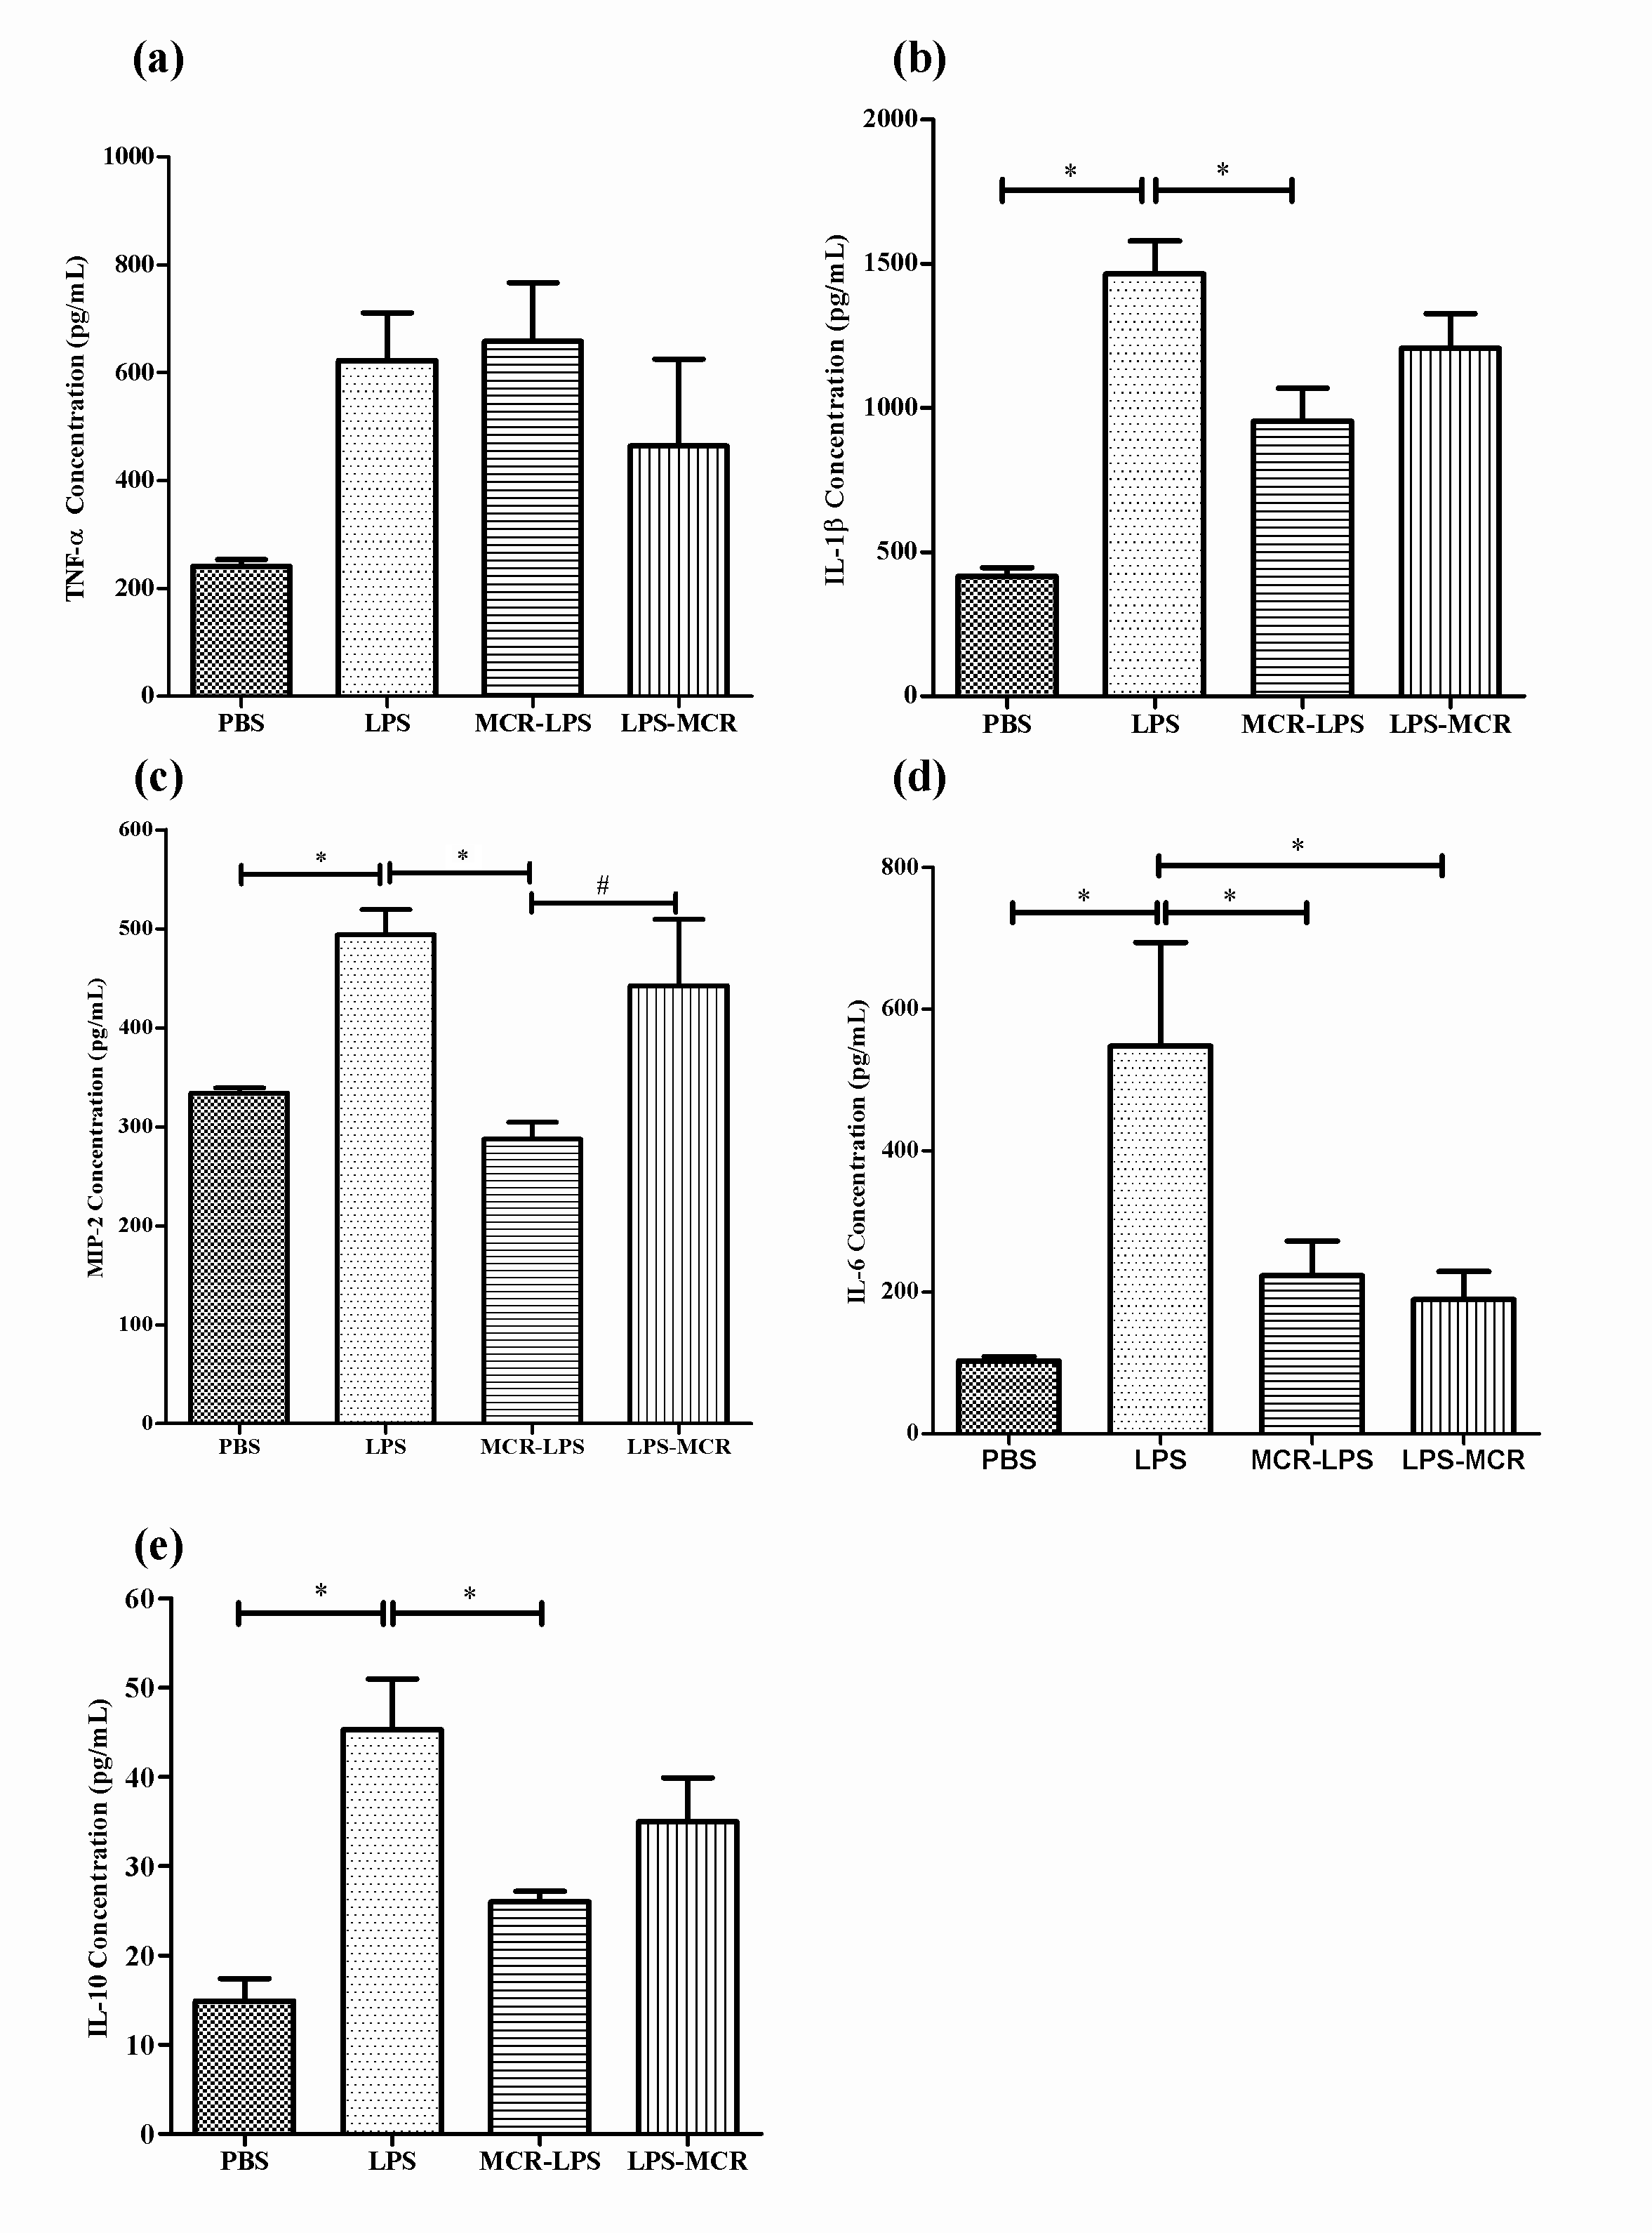 (a)
TNF-α Concentration (pg/mL)
1000
800
600
400
200
0
PBS LPS MCR-LPS LPS-MCR
(b)
IL-1β Concentration (pg/mL)
2000
1500
1000
500
0
* *
PBS LPS MCR-LPS LPS-MCR
(c)
MIP-2 Concentration (pg/mL)
600
500
400
300
200
100
0
* *
#
PBS LPS MCR-LPS LPS-MCR
(d)
IL-6 Concentration (pg/mL)
800
600
400
200
0
*
* *
PBS LPS MCR-LPS LPS-MCR
(e)
IL-10 Concentration (pg/mL)
60
50
40
30
20
10
0
* *
PBS LPS MCR-LPS LPS-MCR